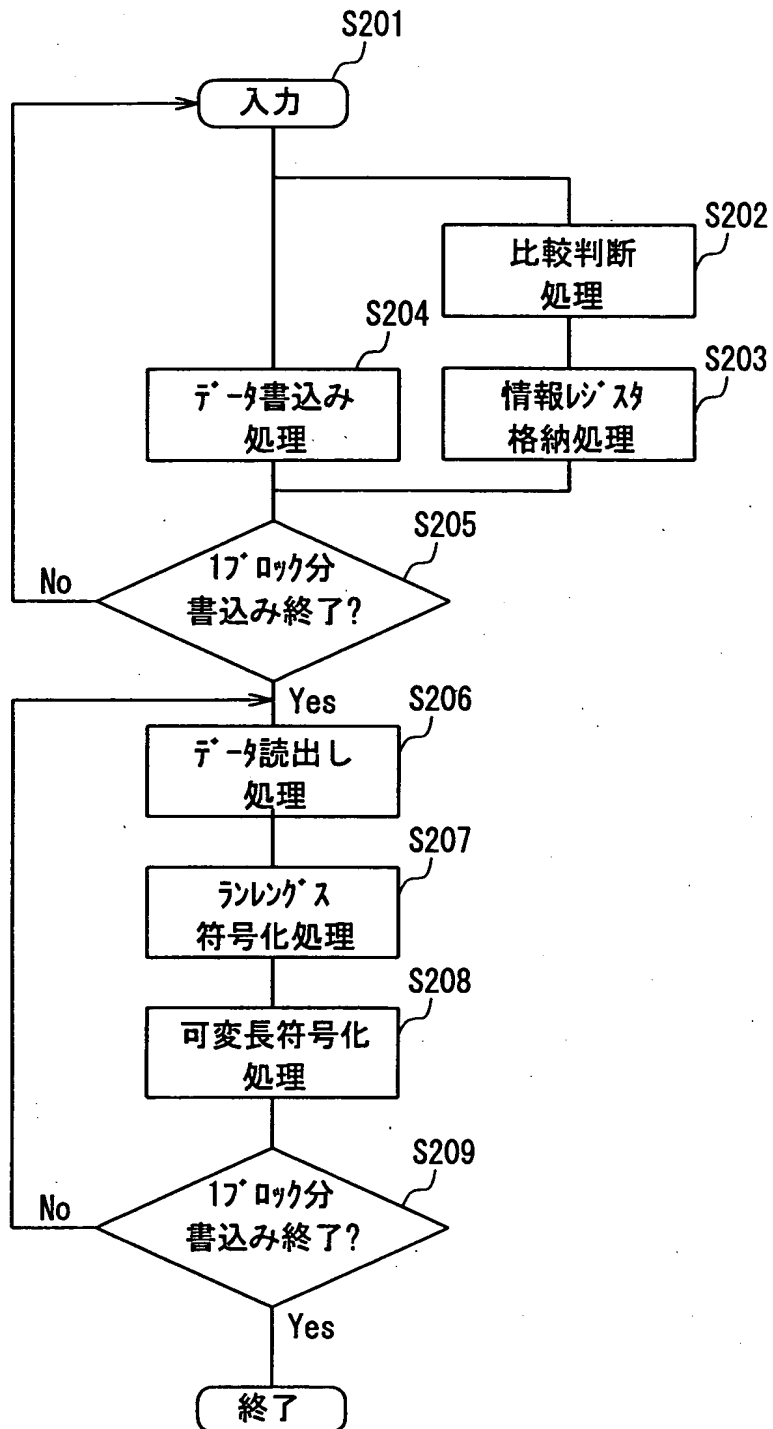 S201
入力
S202
比較判断
処理
S204
データ書込み
処理
S203
情報レジスタ
格納処理
S205
1ブロック分
書込み終了?
No
Yes
S206
データ読出し
処理
S207
ランレングス
符号化処理
S208
可変長符号化
処理
S209
1ブロック分
書込み終了?
No
Yes
終了